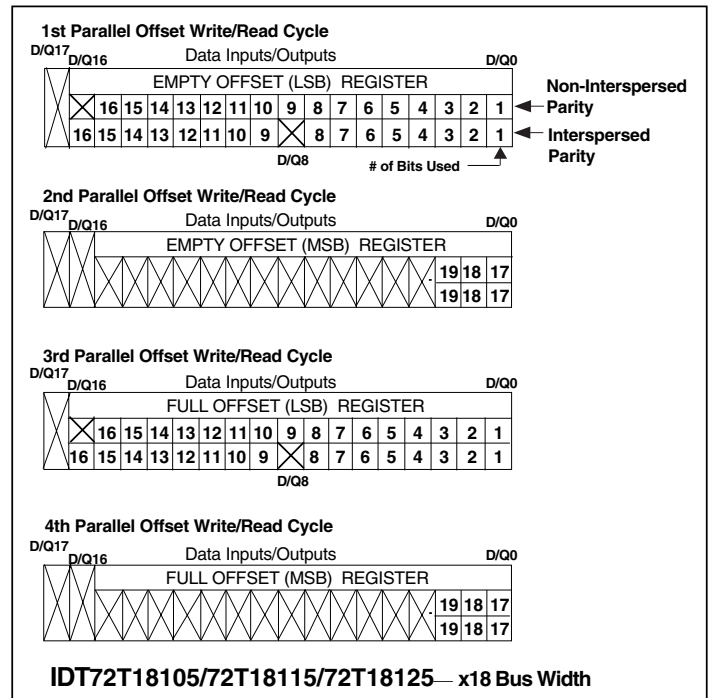 1st Parallel Offset Write/Read Cycle
D/Q17 D/Q16 Data Inputs/Outputs D/Q0
EMPTY OFFSET (LSB) REGISTER
16 15 14 13 12 11 10 9 8 7 6 5 4 3 2 1 Non-Interspersed Parity
16 15 14 13 12 11 10 9 8 7 6 5 4 3 2 1 Interspersed Parity
D/Q8 # of Bits Used
2nd Parallel Offset Write/Read Cycle
D/Q17 D/Q16 Data Inputs/Outputs D/Q0
EMPTY OFFSET (MSB) REGISTER
19 18 17
19 18 17
3rd Parallel Offset Write/Read Cycle
D/Q17 D/Q16 Data Inputs/Outputs D/Q0
FULL OFFSET (LSB) REGISTER
16 15 14 13 12 11 10 9 8 7 6 5 4 3 2 1
16 15 14 13 12 11 10 9 8 7 6 5 4 3 2 1
D/Q8
4th Parallel Offset Write/Read Cycle
D/Q17 D/Q16 Data Inputs/Outputs D/Q0
FULL OFFSET (MSB) REGISTER
19 18 17
19 18 17
IDT72T18105/72T18115/72T18125— x18 Bus Width